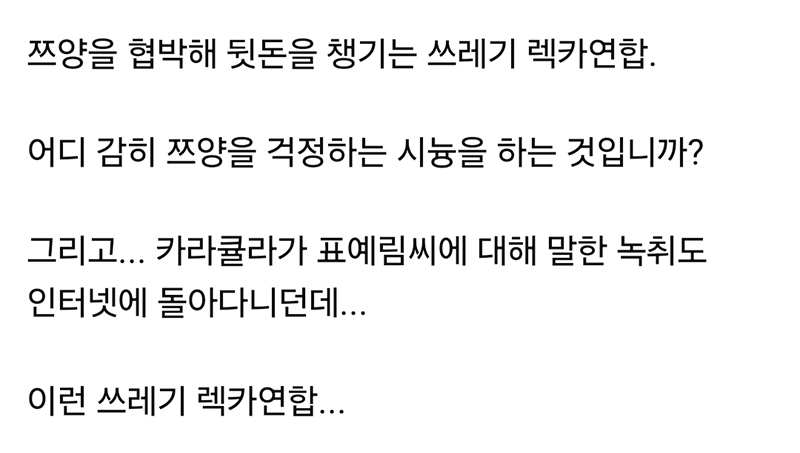 쯔양을 협박해 뒷돈을 챙기는 쓰레기 렉카연합.
어디 감히 쯔양을 걱정하는 시늉을 하는 것입니까?
그리고... 카라큘라가 표예림씨에 대해 말한 녹취도
인터넷에 돌아다니던데...
이런 쓰레기 렉카연합...